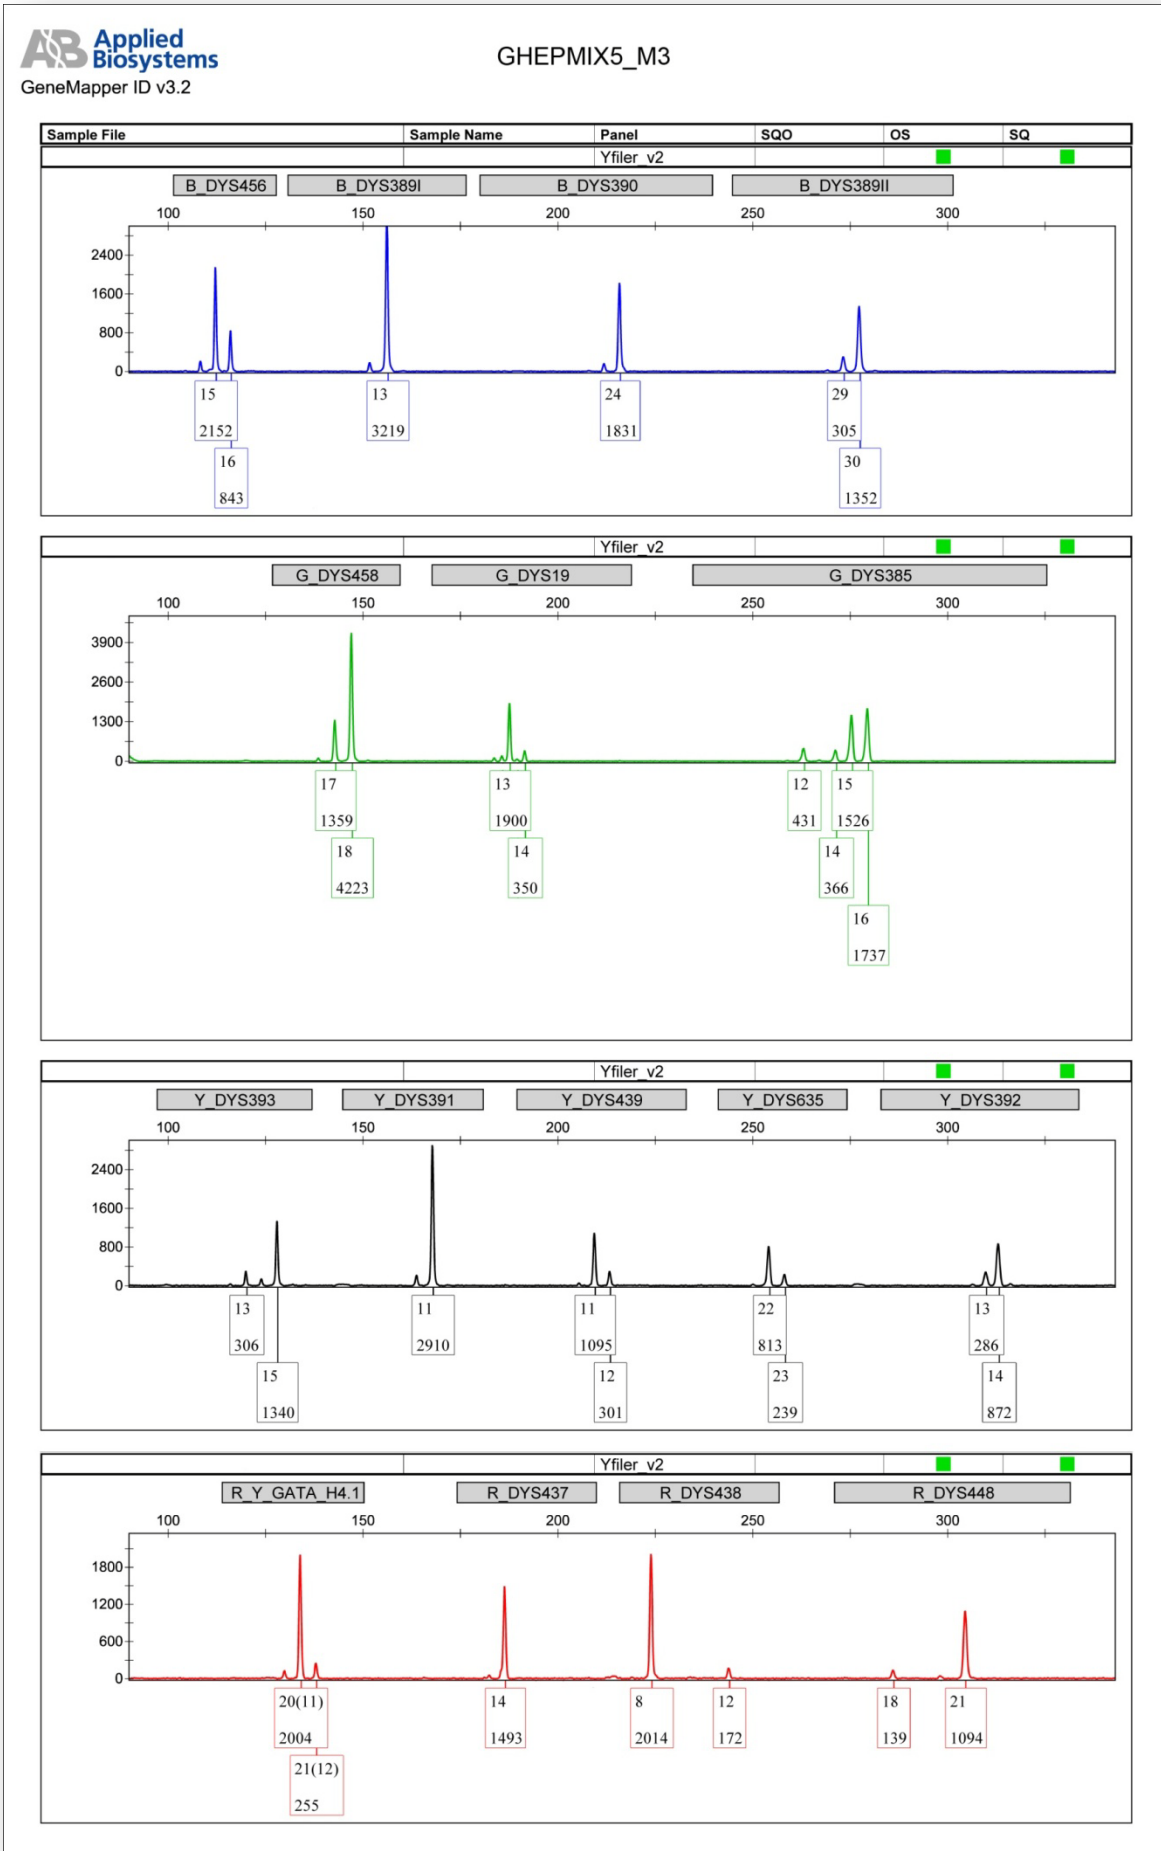 AB Applied
Biosystems
GHEPMIX5_M3
GeneMapper ID v3.2
Sample File Sample Name Panel SQO OS SQ
Yfiler_v2
B_DYS456 B_DYS389I B_DYS390 B_DYS389II
100 150 200 250 300
2400
1600
800
0
15 13 24 29
2152 3219 1831 305
16 30
843 1352
Yfiler_v2
G_DYS458 G_DYS19 G_DYS385
100 150 200 250 300
3900
2600
1300
0
17 13 12 15
1359 1900 431 1526
18 14 14
4223 350 366
16
1737
Yfiler_v2
Y_DYS393 Y_DYS391 Y_DYS439 Y_DYS635 Y_DYS392
100 150 200 250 300
2400
1600
800
0
13 11 11 22 13
306 2910 1095 813 286
15 12 23 14
1340 301 239 872
Yfiler_v2
R_Y_GATA_H4.1 R_DYS437 R_DYS438 R_DYS448
100 150 200 250 300
1800
1200
600
0
20(11) 14 8 12 18 21
2004 1493 2014 172 139 1094
21(12)
255